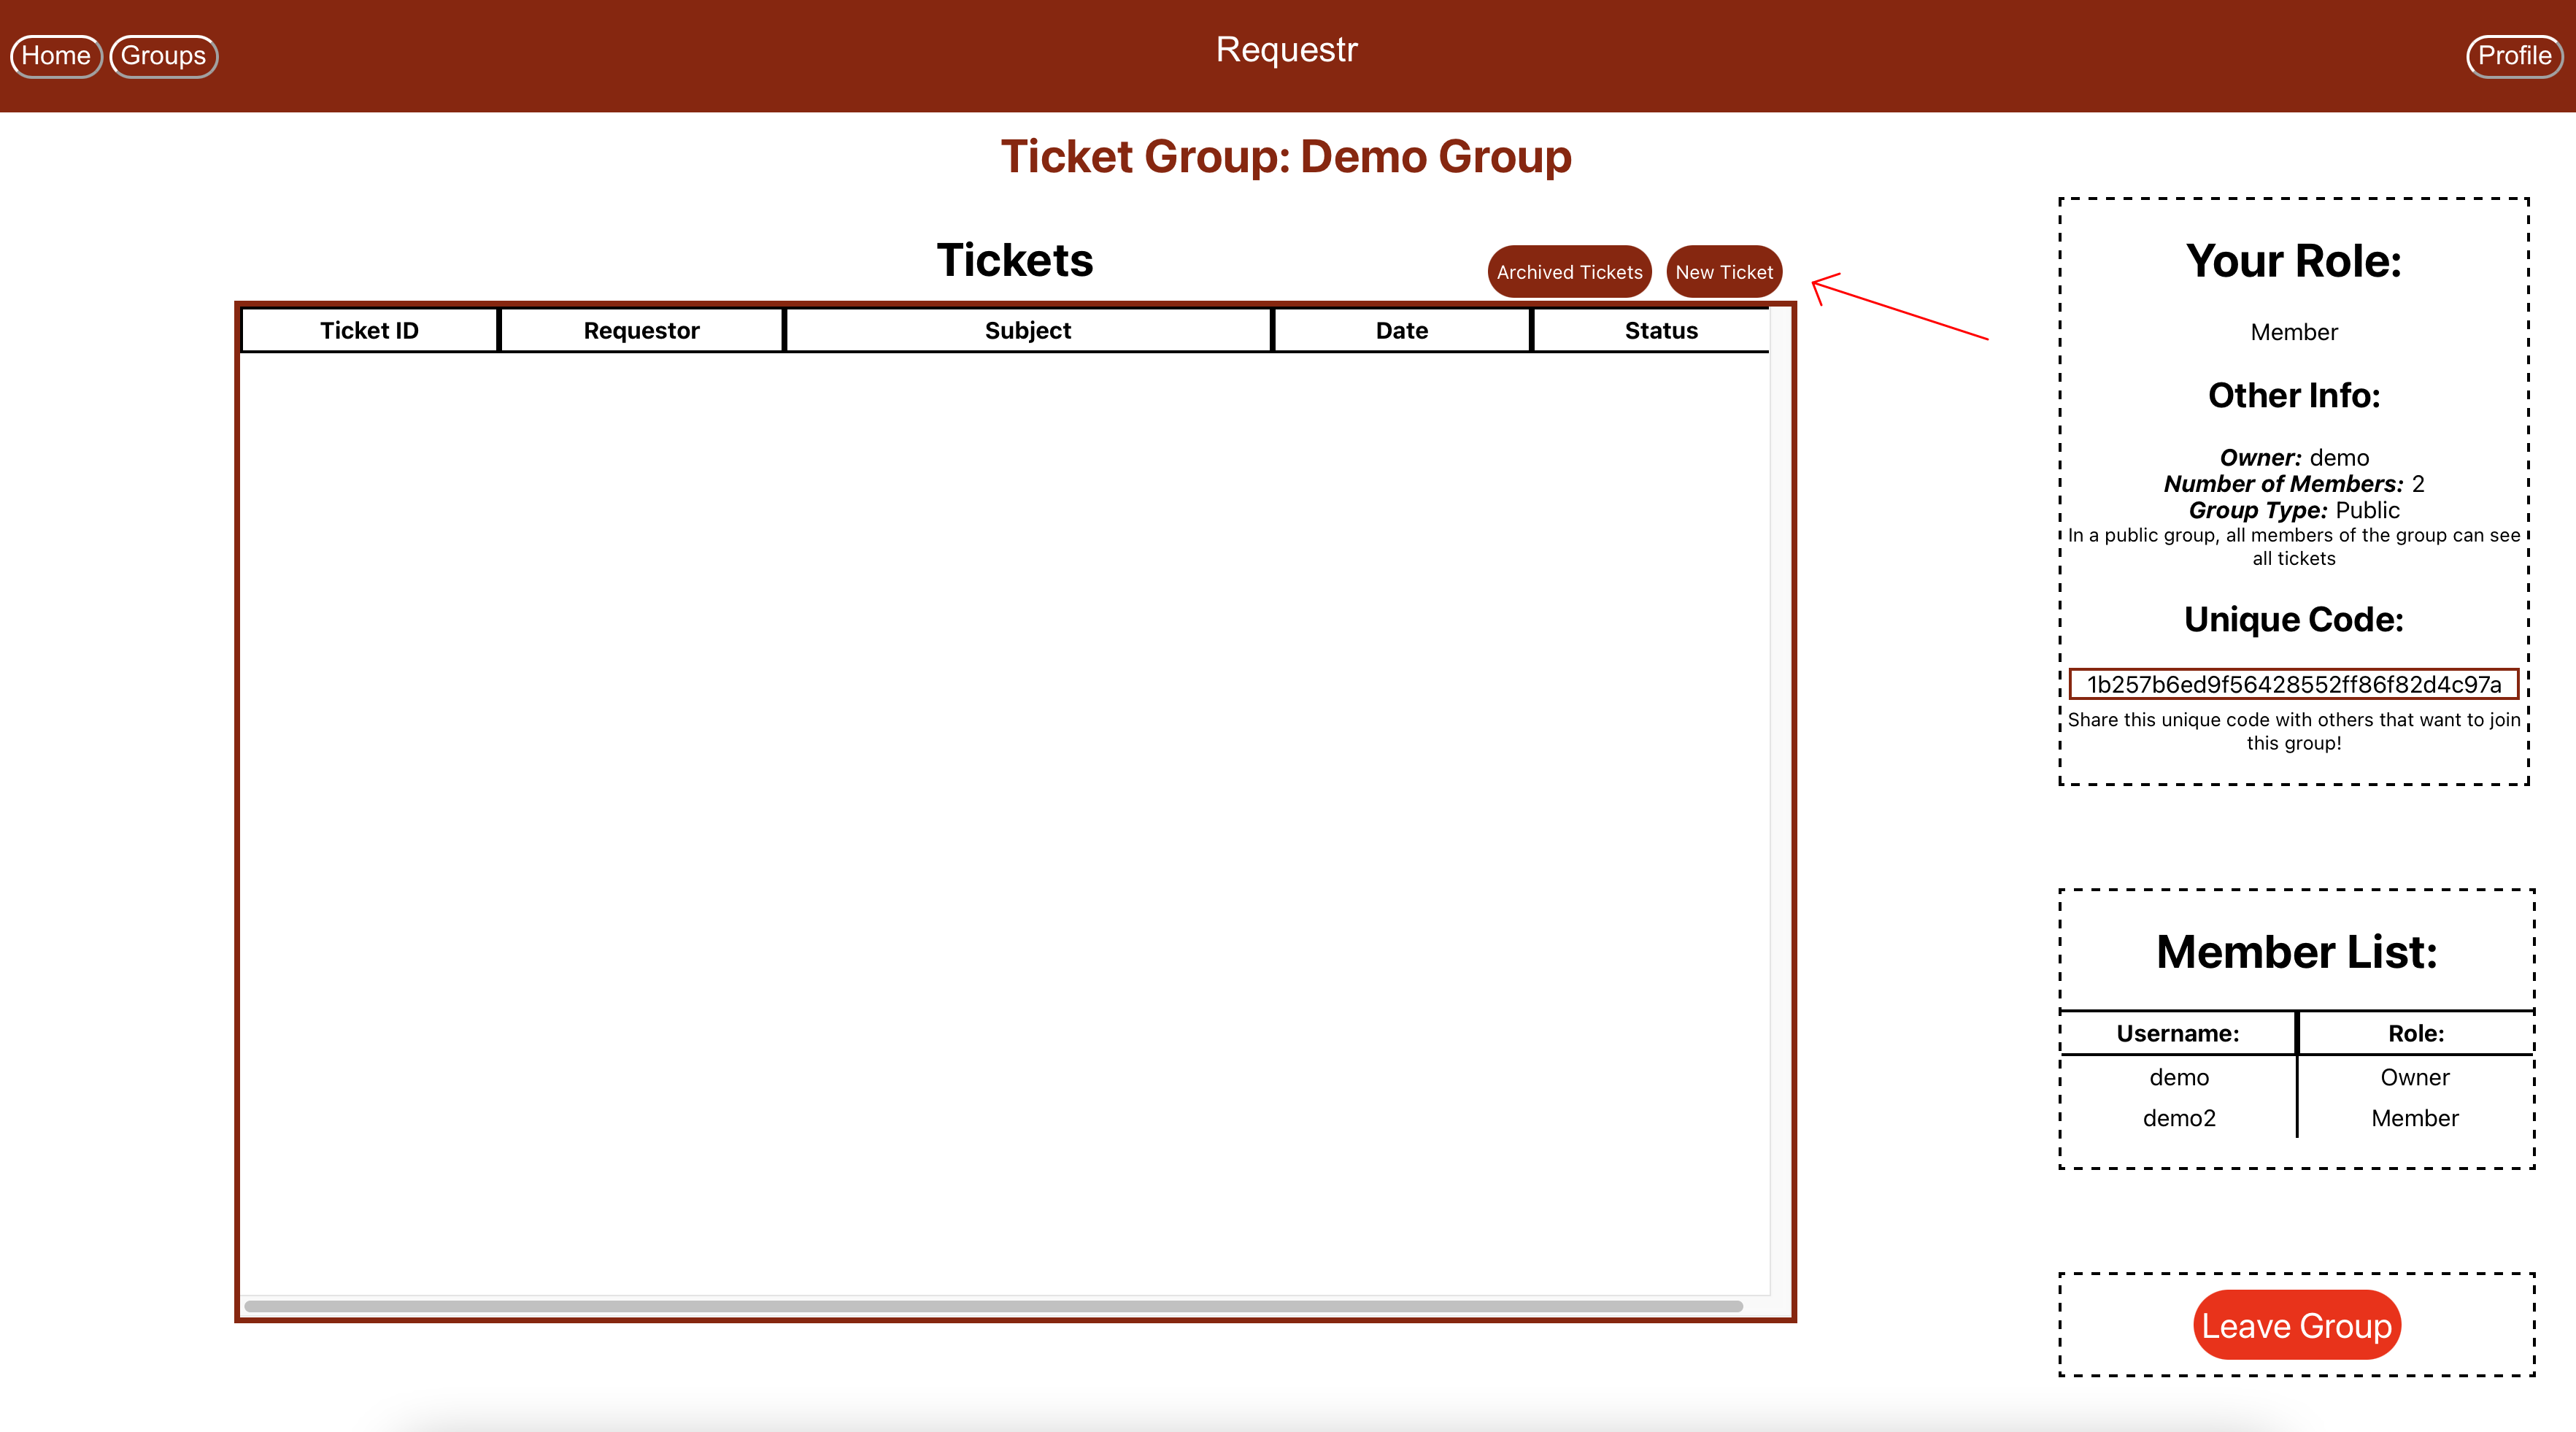 Home Groups Requestr Profile
Ticket Group: Demo Group
Tickets
Archived Tickets New Ticket
Ticket ID Requestor Subject Date Status
Your Role:
Member
Other Info:
Owner: demo
Number of Members: 2
Group Type: Public
In a public group, all members of the group can see
all tickets
Unique Code:
1b257b6ed9f56428552ff86f82d4c97a
Share this unique code with others that want to join
this group!
Member List:
Username: Role:
demo Owner
demo2 Member
Leave Group